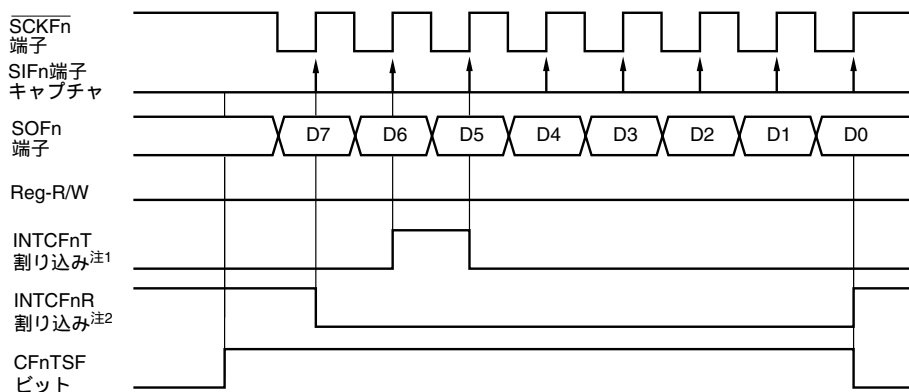 SCKFn
端子
SIFn端子
キャプチャ
SOFn
端子
D7 D6 D5 D4 D3 D2 D1 D0
Reg-R/W
INTCFnT
割り込み注1
INTCFnR
割り込み注2
CFnTSF
ビット